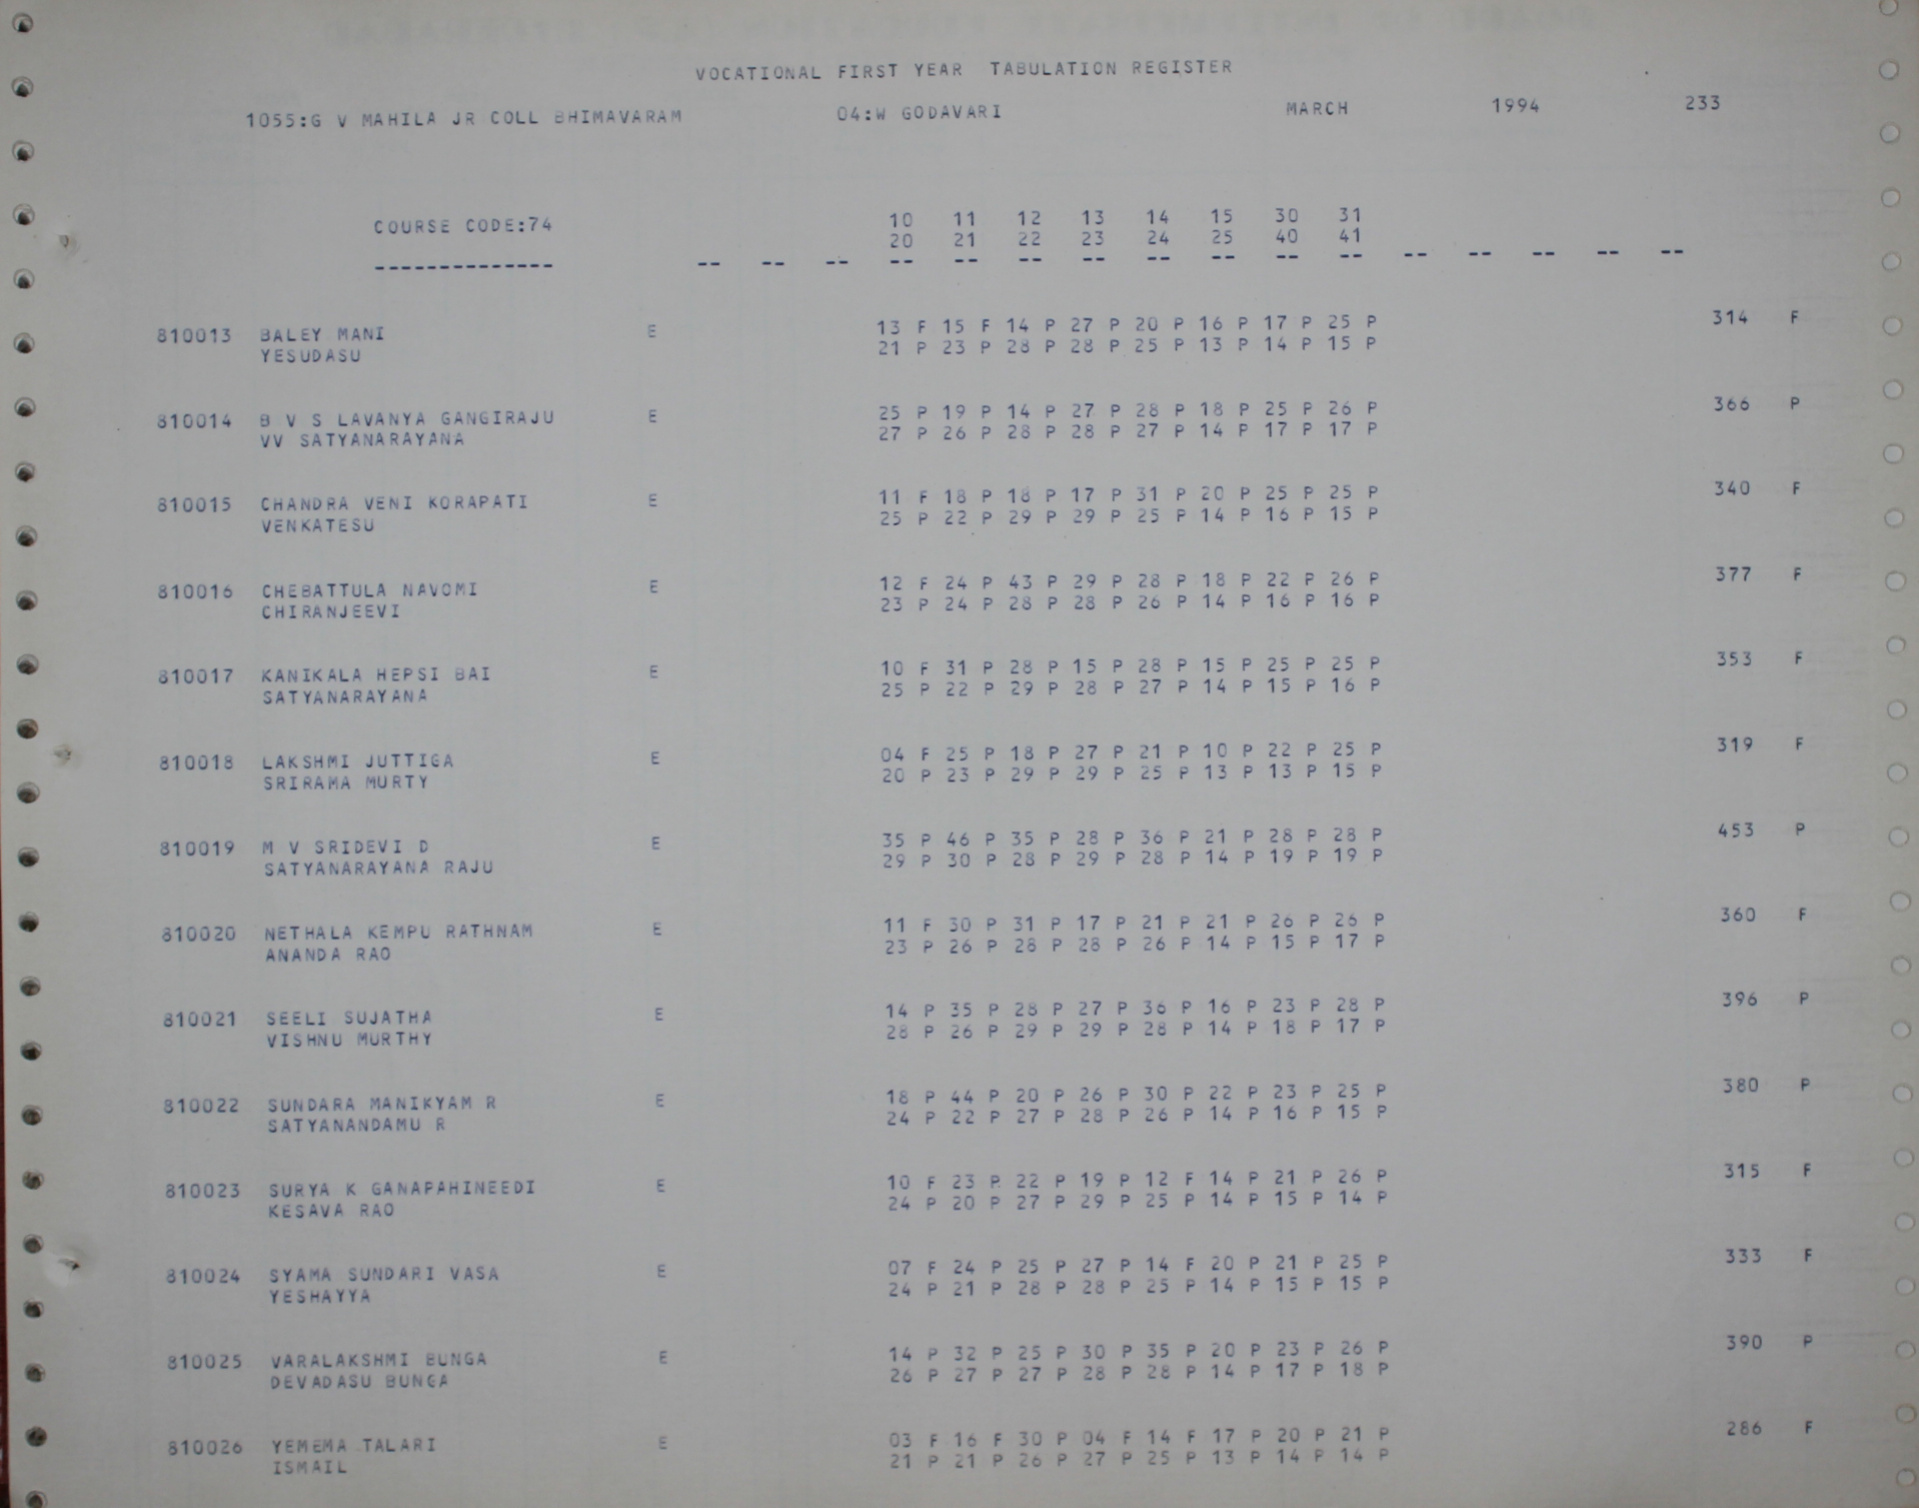 VOCATIONAL FIRST YEAR TABULATION REGISTER
1055:G V MAHILA JR COLL BHIMAVARAM 04:W GODAVARI MARCH 1994 233
COURSE CODE:74 10 11 12 13 14 15 30 31
20 21 22 23 24 25 40 41
-------------- -- -- -- -- -- -- -- -- -- -- -- -- -- -- -- --
810013 BALEY MANI E 13 F 15 F 14 P 27 P 20 P 16 P 17 P 25 P 314 F
YESUDASU 21 P 23 P 28 P 28 P 25 P 13 P 14 P 15 P
810014 B V S LAVANYA GANGIRAJU E 25 P 19 P 14 P 27 P 28 P 18 P 25 P 26 P 366 P
VV SATYANARAYANA 27 P 26 P 28 P 28 P 27 P 14 P 17 P 17 P
810015 CHANDRA VENI KORAPATI E 11 F 18 P 18 P 17 P 31 P 20 P 25 P 25 P 340 F
VENKATESU 25 P 22 P 29 P 29 P 25 P 14 P 16 P 15 P
810016 CHEBATTULA NAVOMI E 12 F 24 P 43 P 29 P 28 P 18 P 22 P 26 P 377 F
CHIRANJEEVI 23 P 24 P 28 P 28 P 26 P 14 P 16 P 16 P
810017 KANIKALA HEPSI BAI E 10 F 31 P 28 P 15 P 28 P 15 P 25 P 25 P 353 F
SATYANARAYANA 25 P 22 P 29 P 28 P 27 P 14 P 15 P 16 P
810018 LAKSHMI JUTTIGA E 04 F 25 P 18 P 27 P 21 P 10 P 22 P 25 P 319 F
SRIRAMA MURTY 20 P 23 P 29 P 29 P 25 P 13 P 13 P 15 P
810019 M V SRIDEVI D E 35 P 46 P 35 P 28 P 36 P 21 P 28 P 28 P 453 P
SATYANARAYANA RAJU 29 P 30 P 28 P 29 P 28 P 14 P 19 P 19 P
810020 NETHALA KEMPU RATHNAM E 11 F 30 P 31 P 17 P 21 P 21 P 26 P 26 P 360 F
ANANDA RAO 23 P 26 P 28 P 28 P 26 P 14 P 15 P 17 P
810021 SEELI SUJATHA E 14 P 35 P 28 P 27 P 36 P 16 P 23 P 28 P 396 P
VISHNU MURTHY 28 P 26 P 29 P 29 P 28 P 14 P 18 P 17 P
810022 SUNDARA MANIKYAM R E 18 P 44 P 20 P 26 P 30 P 22 P 23 P 25 P 380 P
SATYANANDAMU R 24 P 22 P 27 P 28 P 26 P 14 P 16 P 15 P
810023 SURYA K GANAPAHINEEDI E 10 F 23 P 22 P 19 P 12 F 14 P 21 P 26 P 315 F
KESAVA RAO 24 P 20 P 27 P 29 P 25 P 14 P 15 P 14 P
810024 SYAMA SUNDARI VASA E 07 F 24 P 25 P 27 P 14 F 20 P 21 P 25 P 333 F
YESHAYYA 24 P 21 P 28 P 28 P 25 P 14 P 15 P 15 P
810025 VARALAKSHMI BUNGA E 14 P 32 P 25 P 30 P 35 P 20 P 23 P 26 P 390 P
DEVADASU BUNGA 26 P 27 P 27 P 28 P 28 P 14 P 17 P 18 P
810026 YEMEMA TALARI E 03 F 16 F 30 P 04 F 14 F 17 P 20 P 21 P 286 F
ISMAIL 21 P 21 P 26 P 27 P 25 P 13 P 14 P 14 P